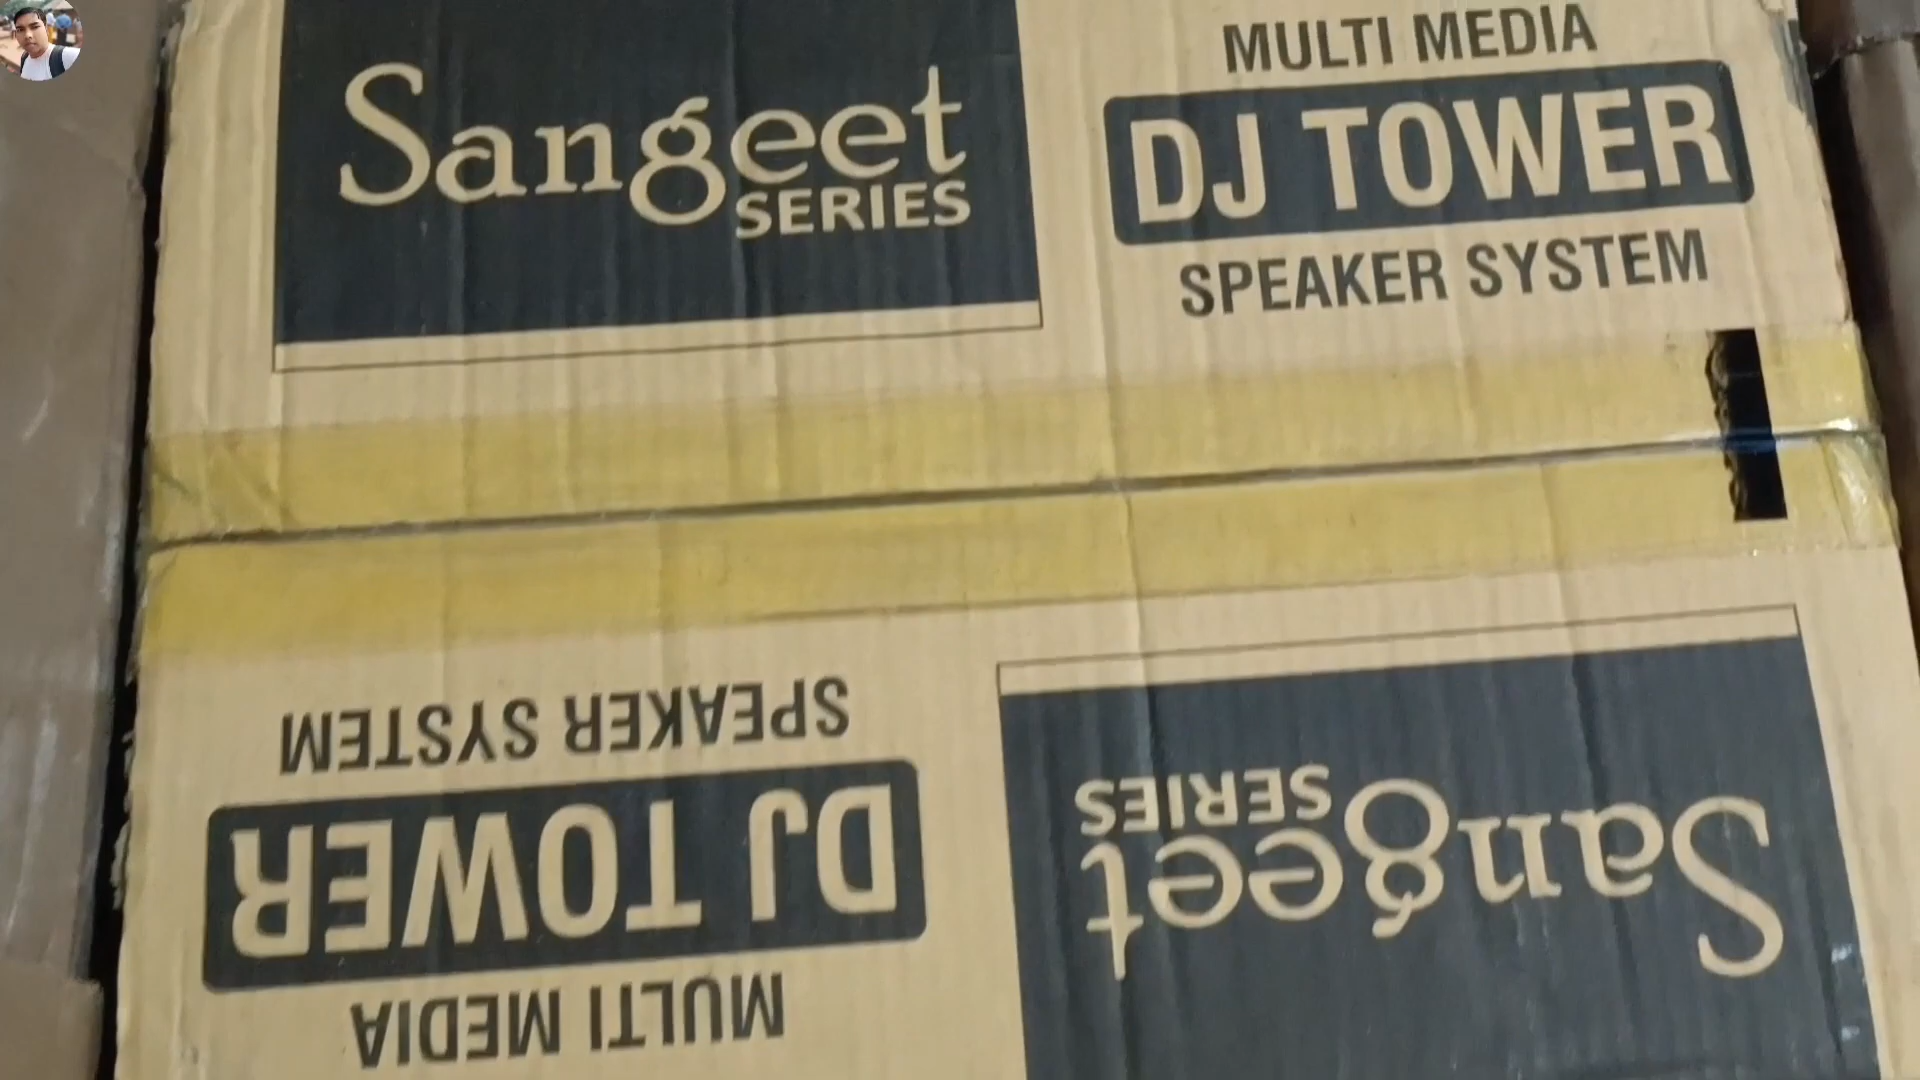 Sangeet
SERIES
MULTI MEDIA
DJ TOWER
SPEAKER SYSTEM
SPEAKER SYSTEM
DJ TOWER
MULTI MEDIA
Sangeet
SERIES